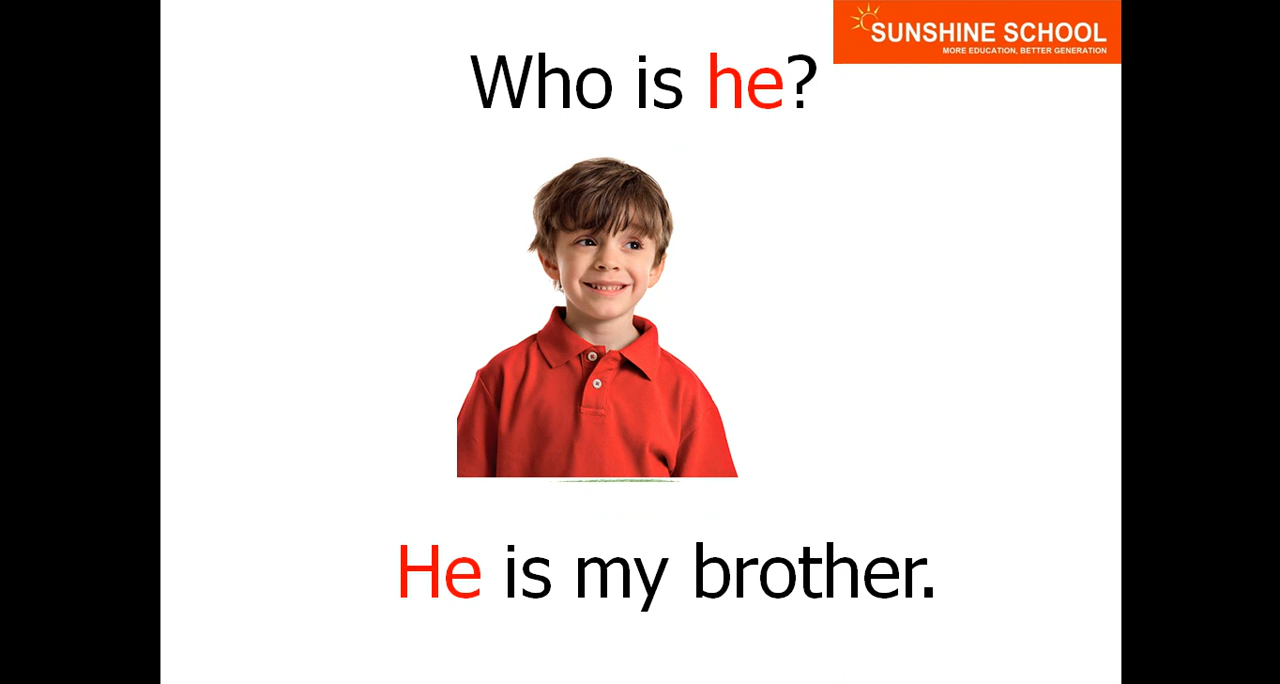 SUNSHINE SCHOOL
MORE EDUCATION, BETTER GENERATION
Who is he?
He is my brother.